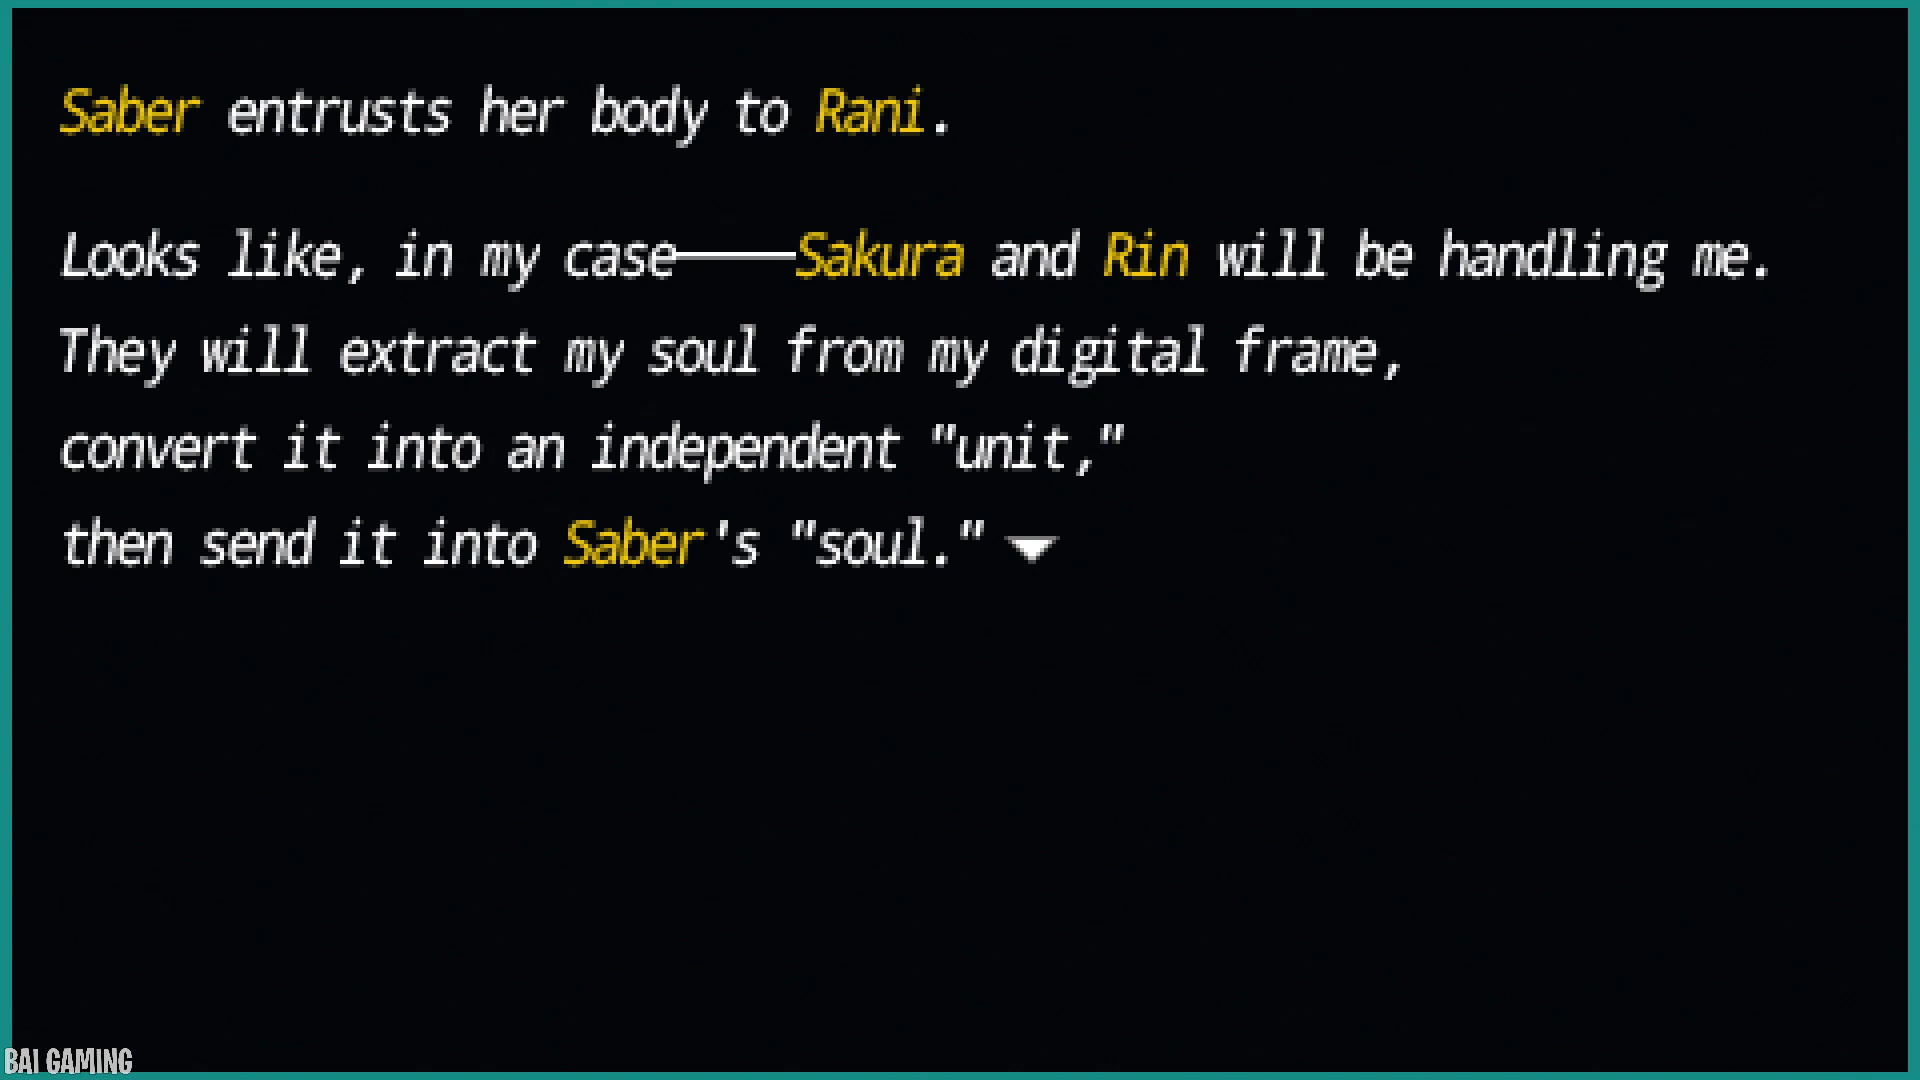 Saber entrusts her body to Rani.
Looks like, in my case——Sakura and Rin will be handling me.
They will extract my soul from my digital frame,
convert it into an independent "unit,"
then send it into Saber's "soul."
BAI GAMING